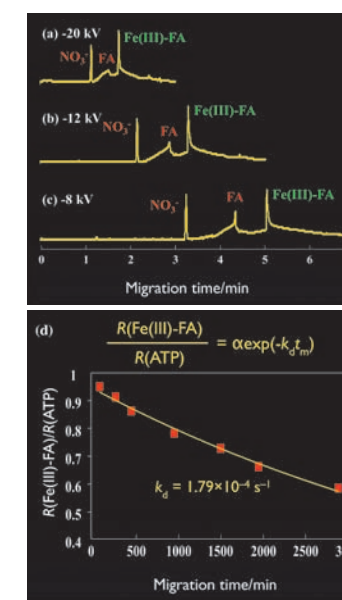 (a) -20 kV
Fe(III)-FA
NO₃⁻ FA
(b) -12 kV
Fe(III)-FA
NO₃⁻
FA
(c) -8 kV
Fe(III)-FA
NO₃⁻
FA
0 1 2 3 4 5 6
Migration time/min
(d)
R(Fe(III)-FA)
R(ATP)
= αexp(-k_d t_m)
1
0.9
0.8
0.7
0.6
0.5
0.4
R(Fe(III)-FA)/R(ATP)
k_d = 1.79×10⁻⁴ s⁻¹
0 500 1000 1500 2000 2500
Migration time/min